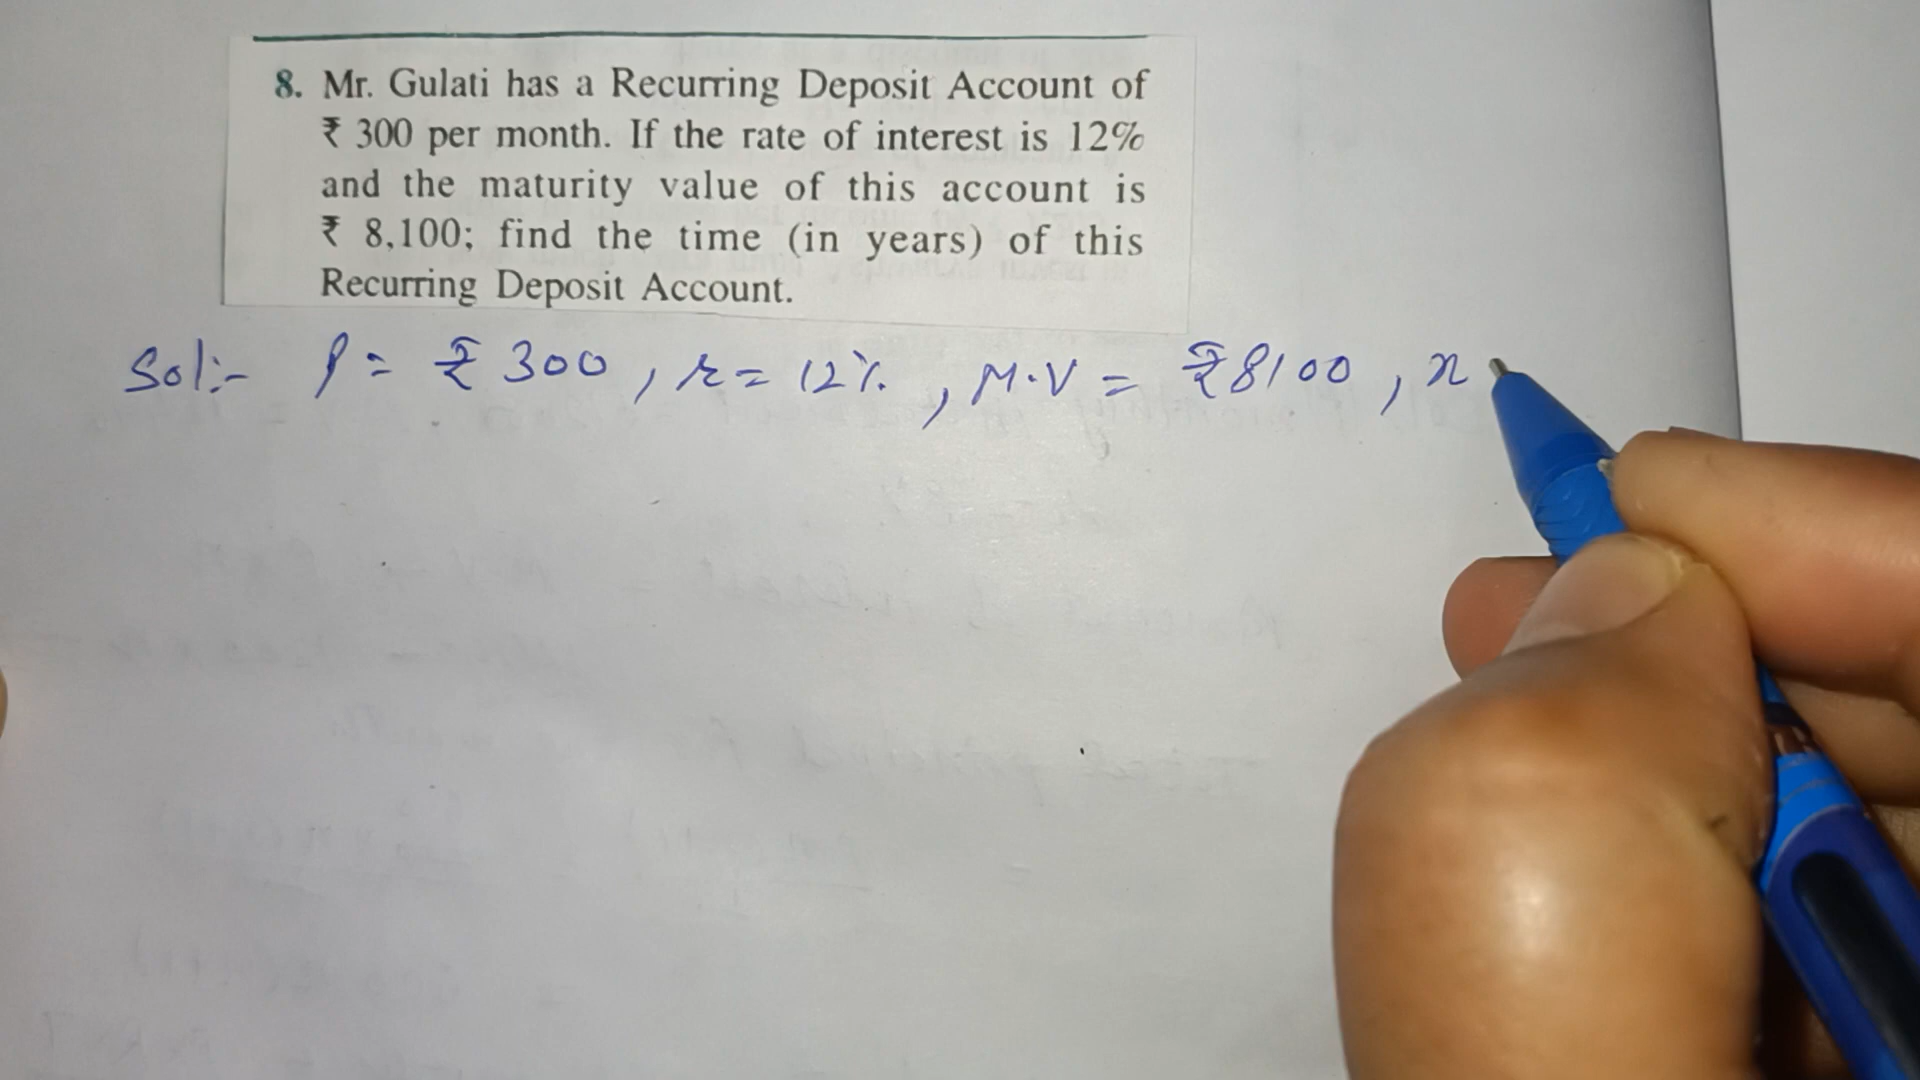 8. Mr. Gulati has a Recurring Deposit Account of
₹ 300 per month. If the rate of interest is 12%
and the maturity value of this account is
₹ 8,100; find the time (in years) of this
Recurring Deposit Account.
Sol:- P = ₹ 300 , r = 12% , M.V = ₹8100 , n